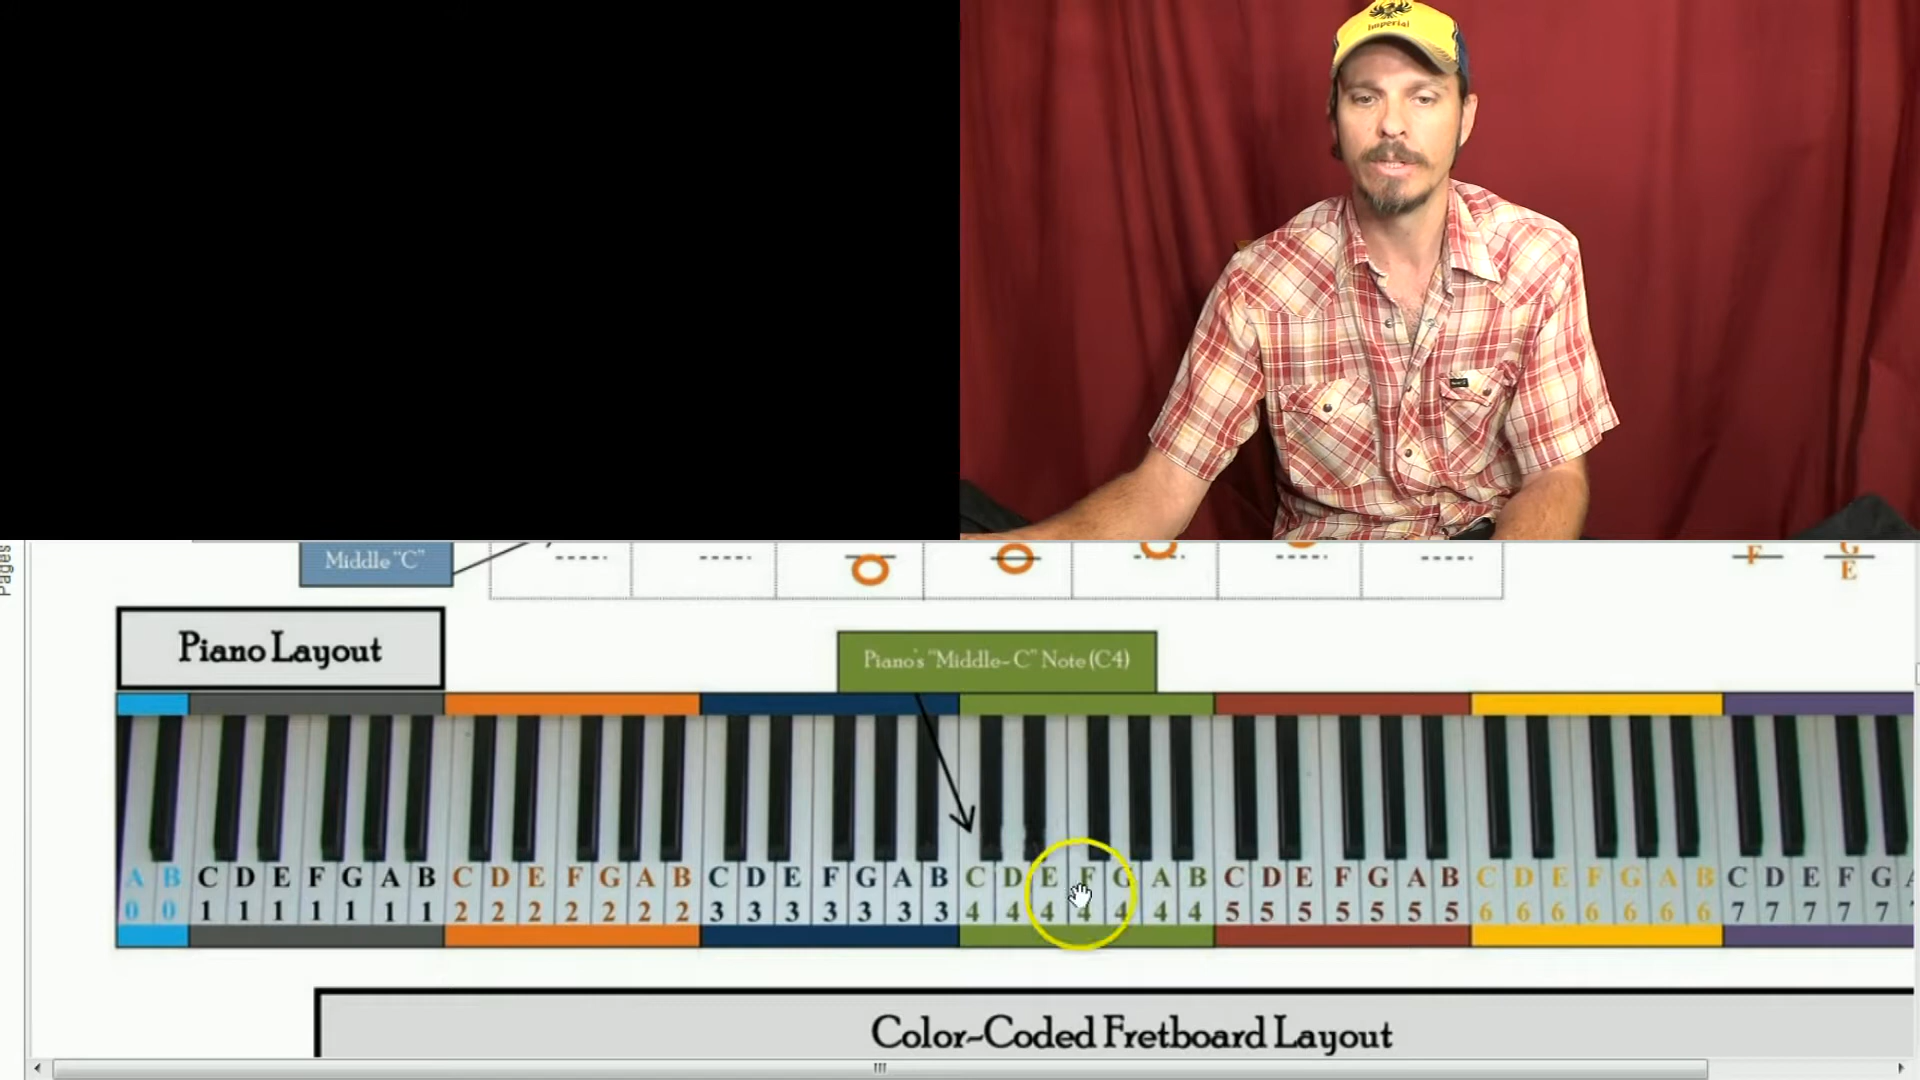 Imperial
Pages
Middle "C"
F
G
E
Piano Layout
Piano's "Middle- C" Note (C4)
A B C D E F G A B C D E F G A B C D E F G A B C D E F G A B C D E F G A B C D E F G A B C D E F G
0 0 1 1 1 1 1 1 1 2 2 2 2 2 2 2 3 3 3 3 3 3 3 4 4 4 4 4 4 4 5 5 5 5 5 5 5 6 6 6 6 6 6 6 7 7 7 7 7
Color-Coded Fretboard Layout